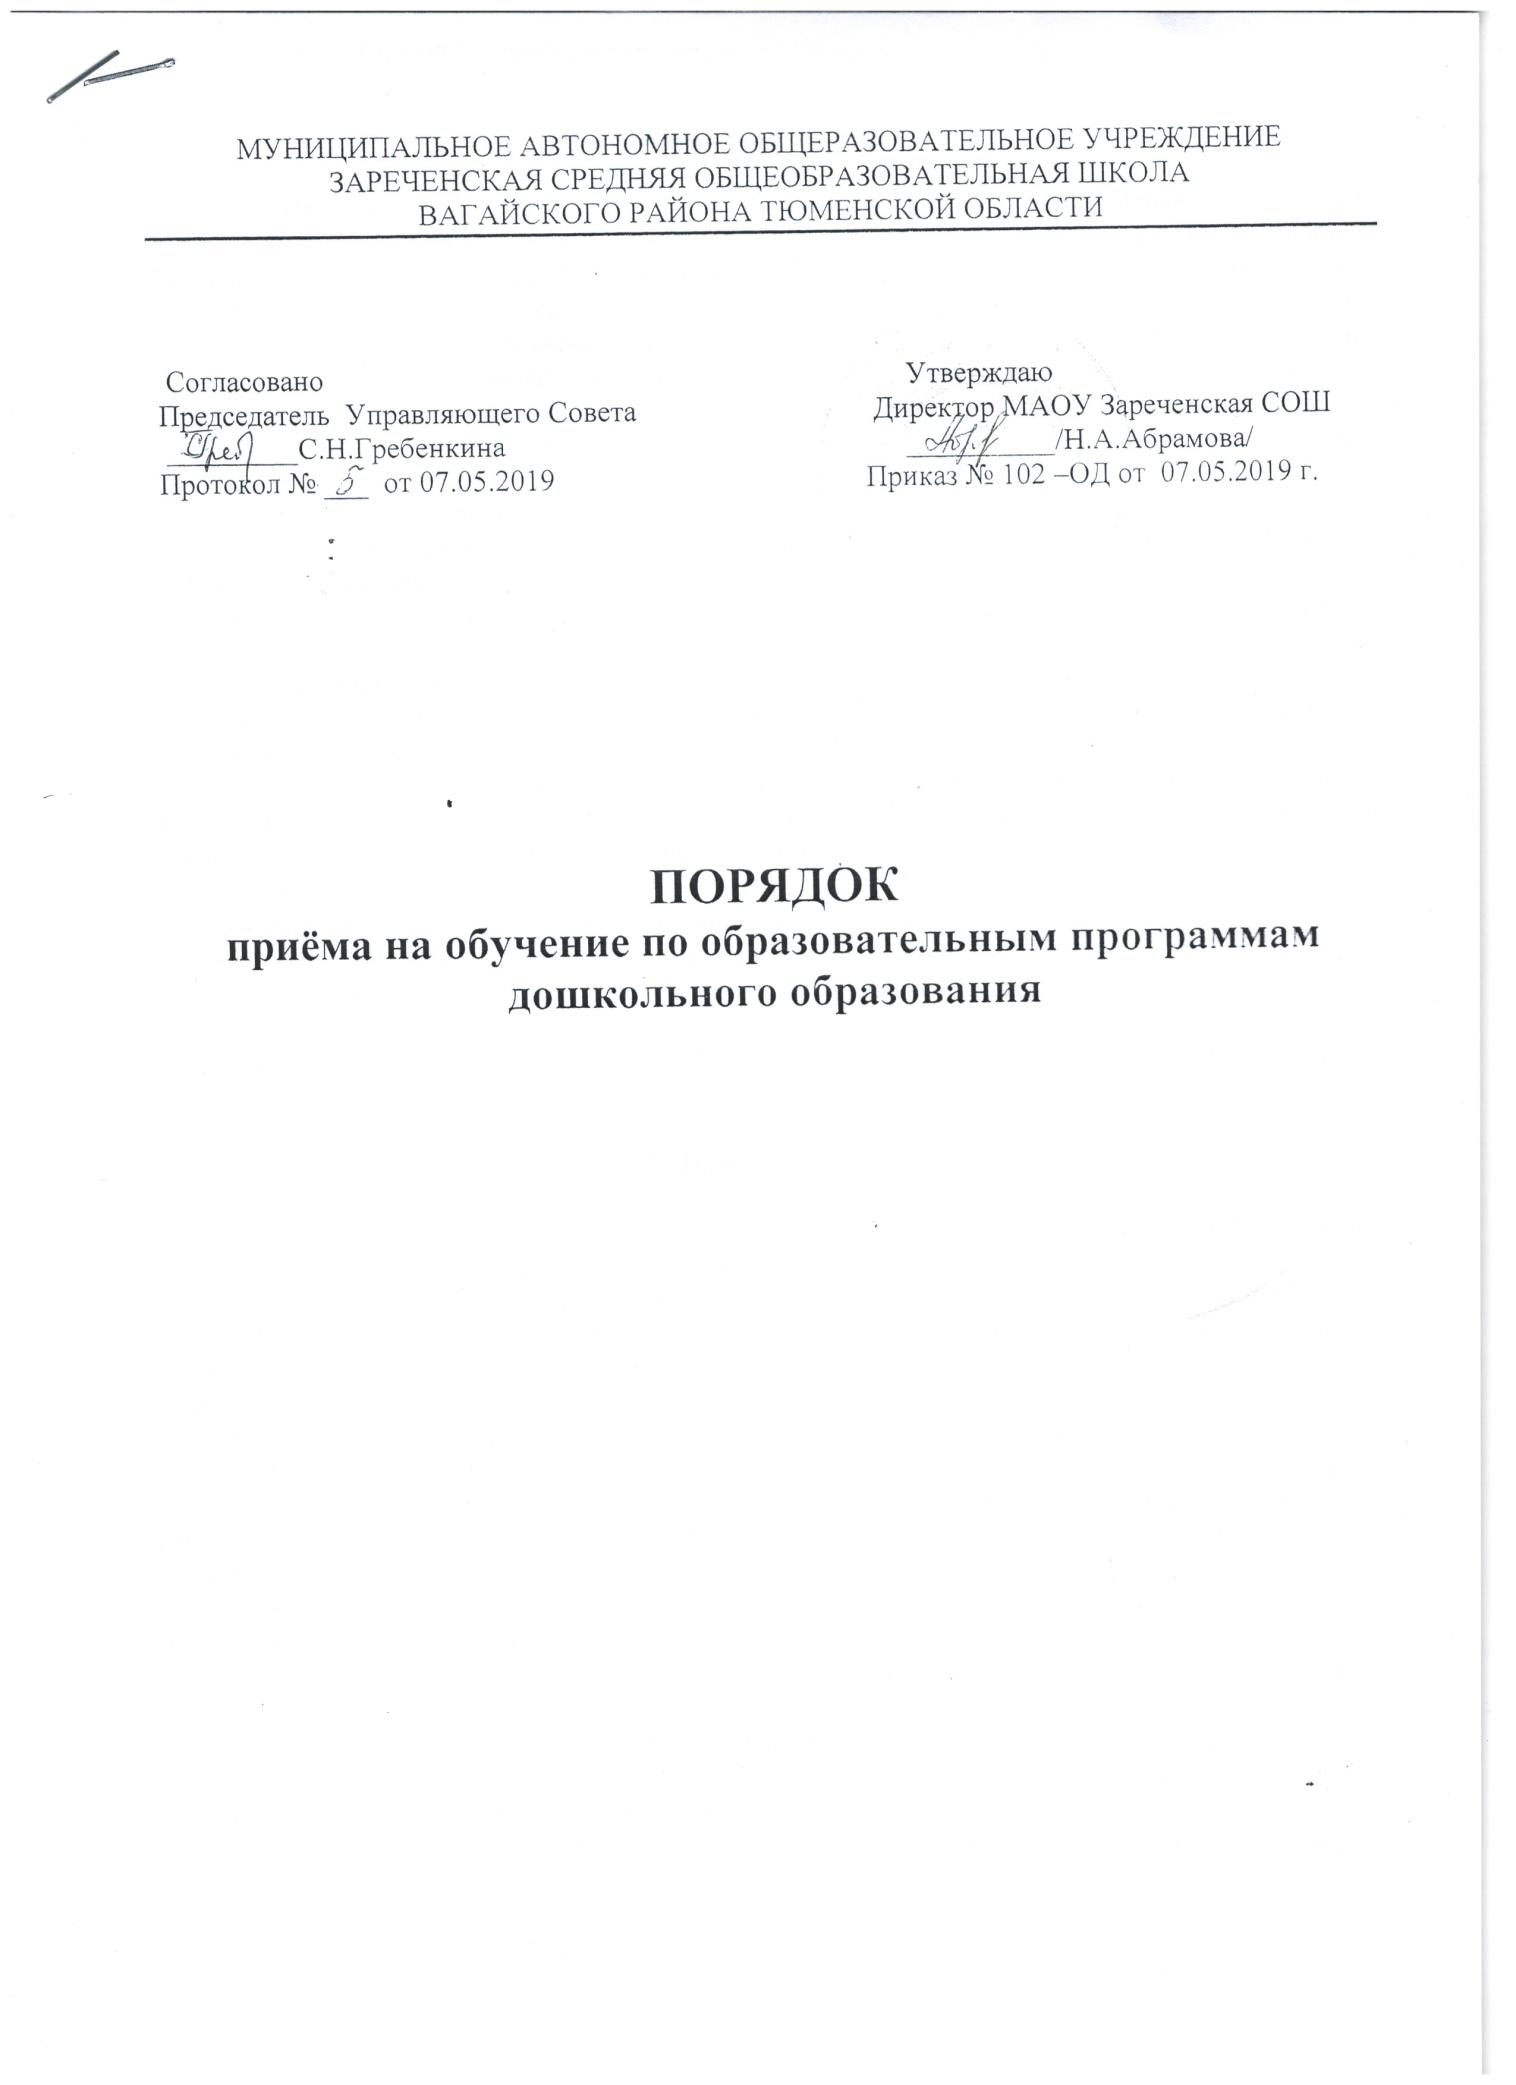 МУНИЦИПАЛЬНОЕ АВТОНОМНОЕ ОБЩЕРАЗОВАТЕЛЬНОЕ УЧРЕЖДЕНИЕ
ЗАРЕЧЕНСКАЯ СРЕДНЯЯ ОБЩЕОБРАЗОВАТЕЛЬНАЯ ШКОЛА
ВАГАЙСКОГО РАЙОНА ТЮМЕНСКОЙ ОБЛАСТИ
Согласовано
Председатель Управляющего Совета
Греб С.Н.Гребенкина
Протокол № 5 от 07.05.2019
Утверждаю
Директор МАОУ Зареченская СОШ
/Н.А.Абрамова/
Приказ № 102 –ОД от 07.05.2019 г.
ПОРЯДОК
приёма на обучение по образовательным программам
дошкольного образования